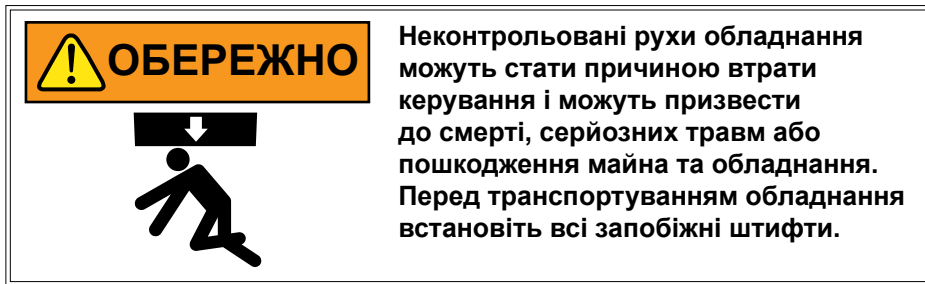 ОБЕРЕЖНО
Неконтрольовані рухи обладнання
можуть стати причиною втрати
керування і можуть призвести
до смерті, серйозних травм або
пошкодження майна та обладнання.
Перед транспортуванням обладнання
встановіть всі запобіжні штифти.